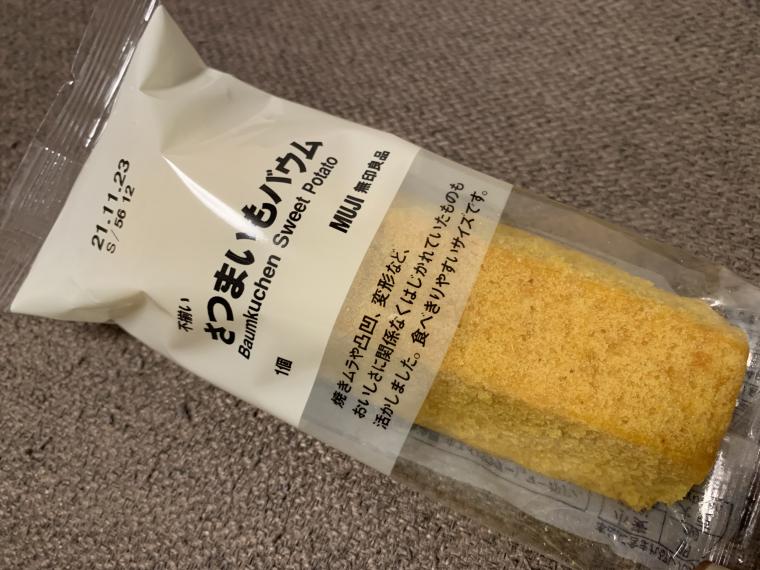 21.11.23
S/5612
不揃い
さつまいもバウム
Baumkuchen Sweet Potato
1個
MUJI 無印良品
焼きムラや凸凹、変形など、
おいしさに関係なくはじかれていたものも
活かしました。食べきりやすいサイズです。